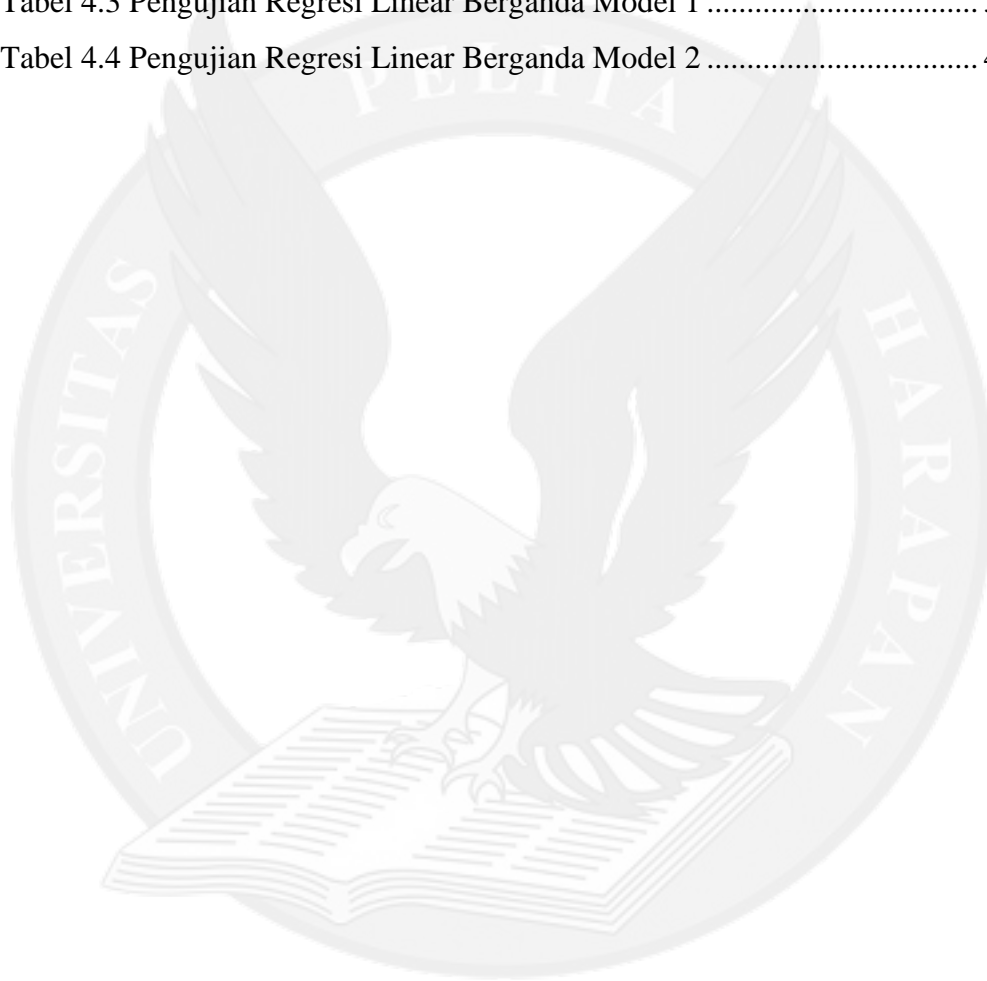 Tabel 4.3 Pengujian Regresi Linear Berganda Model 1 ..................................
Tabel 4.4 Pengujian Regresi Linear Berganda Model 2 ..................................
UNIVERSITAS PELITA HARAPAN